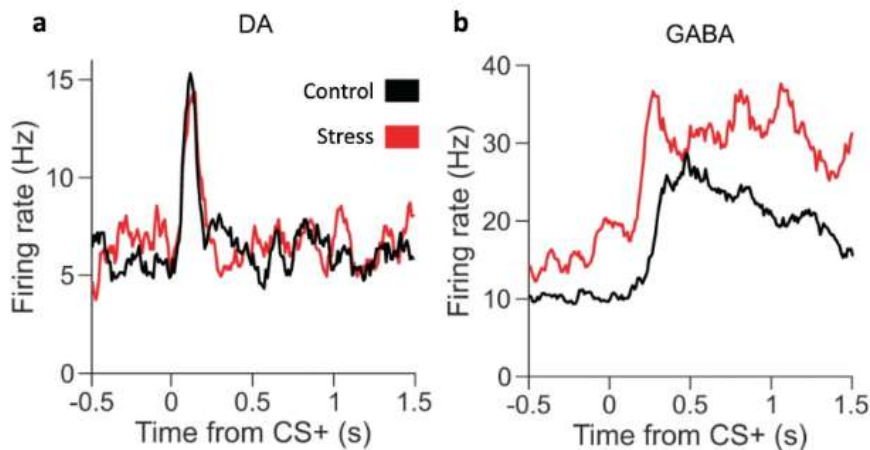 a
DA
Firing rate (Hz)
15
10
5
0
-0.5
0
0.5
1
1.5
Time from CS+ (s)
Control
Stress
b
GABA
Firing rate (Hz)
40
30
20
10
0
-0.5
0
0.5
1
1.5
Time from CS+ (s)